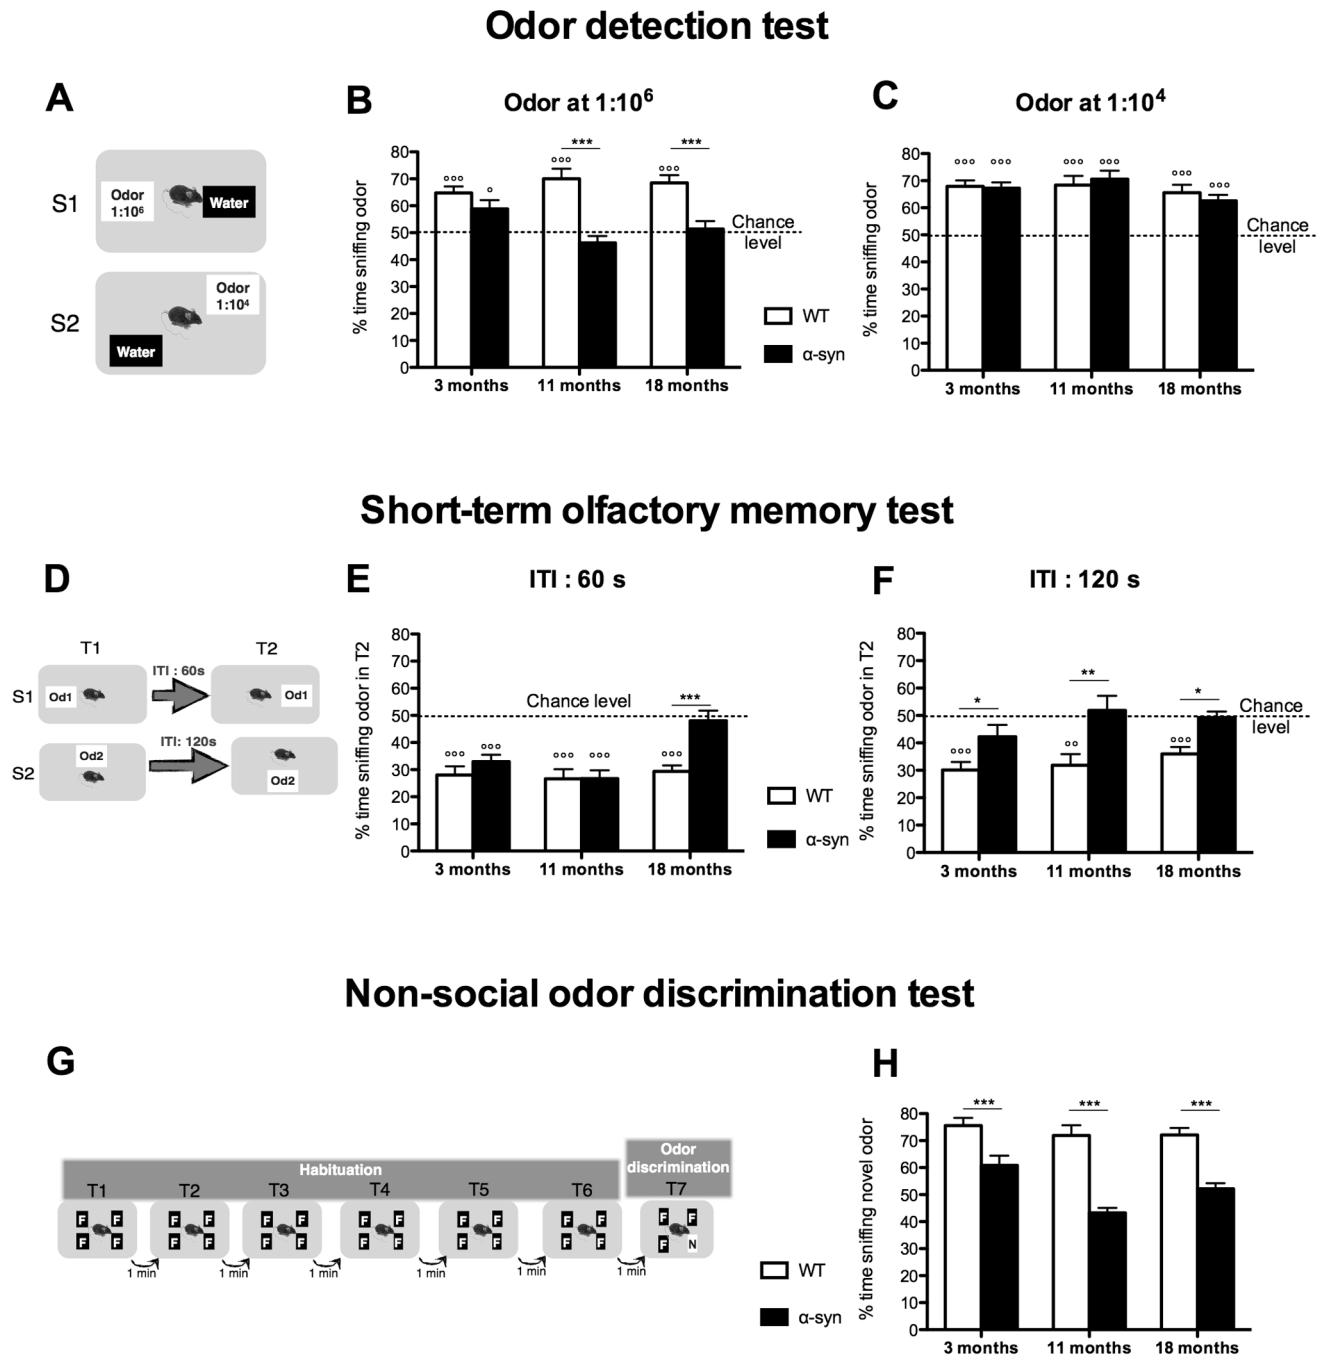 Odor detection test
A
S1
Odor
1:10⁶
Water
S2
Odor
1:10⁴
Water
B
Odor at 1:10⁶
% time sniffing odor
80
70
60
50
40
30
20
10
0
°°°
°
°°°
***
°°°
***
Chance
level
3 months
11 months
18 months
WT
α-syn
C
Odor at 1:10⁴
% time sniffing odor
80
70
60
50
40
30
20
10
0
°°°
°°°
°°°
°°°
°°°
°°°
Chance
level
3 months
11 months
18 months
Short-term olfactory memory test
D
T1
T2
S1
Od1
ITI : 60s
Od1
S2
Od2
ITI: 120s
Od2
E
ITI : 60 s
% time sniffing odor in T2
80
70
60
50
40
30
20
10
0
Chance level
°°°
°°°
°°°
°°°
°°°
***
3 months
11 months
18 months
WT
α-syn
F
ITI : 120 s
% time sniffing odor in T2
80
70
60
50
40
30
20
10
0
°°°
*
°°
**
°°°
*
Chance
level
3 months
11 months
18 months
Non-social odor discrimination test
G
Habituation
Odor
discrimination
T1
T2
T3
T4
T5
T6
T7
F F
F F
F F
F F
F F
F F
F F
F F
F F
F F
F F
F F
F F
F N
1 min
1 min
1 min
1 min
1 min
1 min
H
% time sniffing novel odor
80
70
60
50
40
30
20
10
0
***
***
***
3 months
11 months
18 months
WT
α-syn